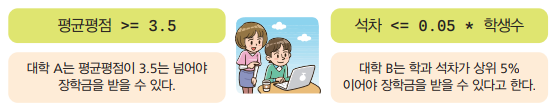 평균평점 >= 3.5
대학 A는 평균평점이 3.5는 넘어야
장학금을 받을 수 있다.
석차 <= 0.05 * 학생수
대학 B는 학과 석차가 상위 5%
이어야 장학금을 받을 수 있다고 한다.